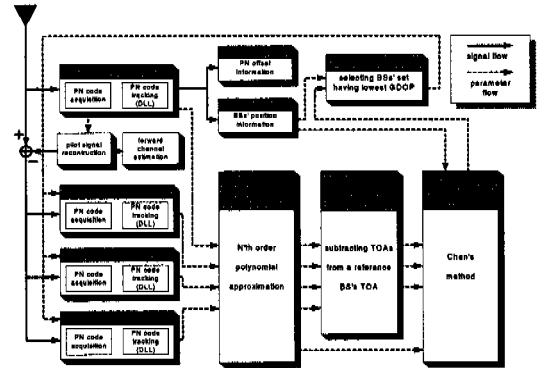 PN code
acquisition
PN code
tracking
(DLL)
PN offset
information
BSs' position
information
selecting BSs' set
having lowest GDOP
signal flow
parameter
flow
+
−
pilot signal
reconstruction
forward
channel
estimation
PN code
acquisition
PN code
tracking
(DLL)
PN code
acquisition
PN code
tracking
(DLL)
PN code
acquisition
PN code
tracking
(DLL)
N'th order
polynomial
approximation
subtracting TOAs
from a reference
BS's TOA
Chan's
method